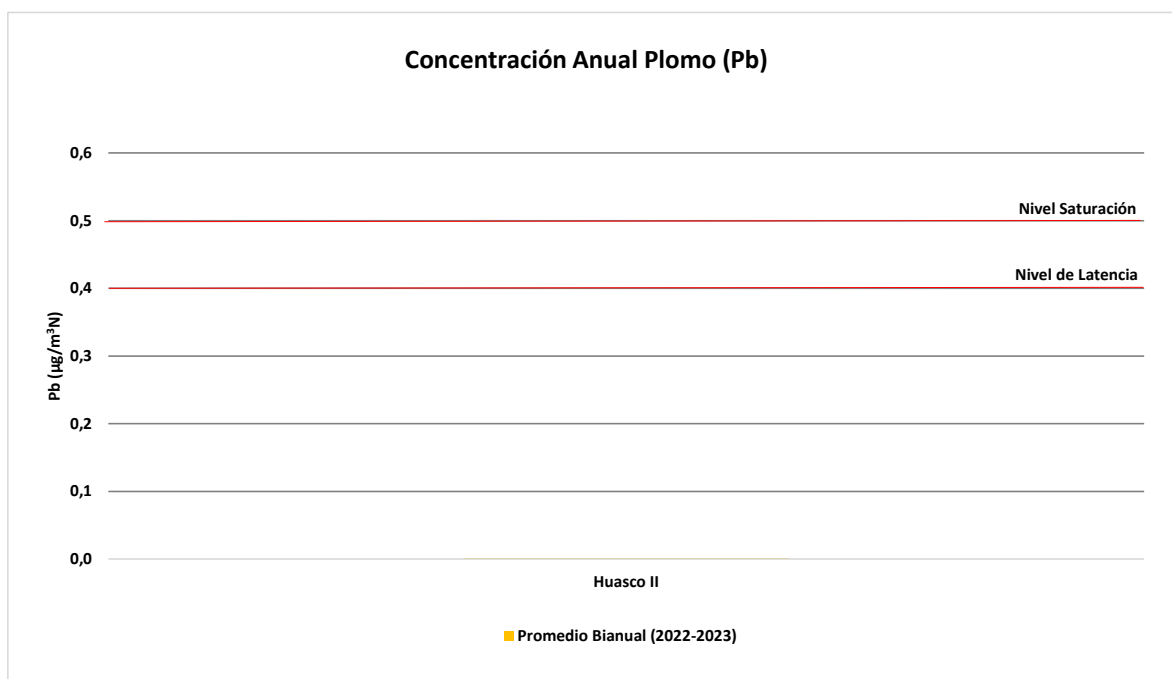 Concentración Anual Plomo (Pb)
0,6
0,5
Nivel Saturación
Nivel de Latencia
0,4
0,3
0,2
0,1
0,0
Pb (µg/m³N)
Huasco II
Promedio Bianual (2022-2023)